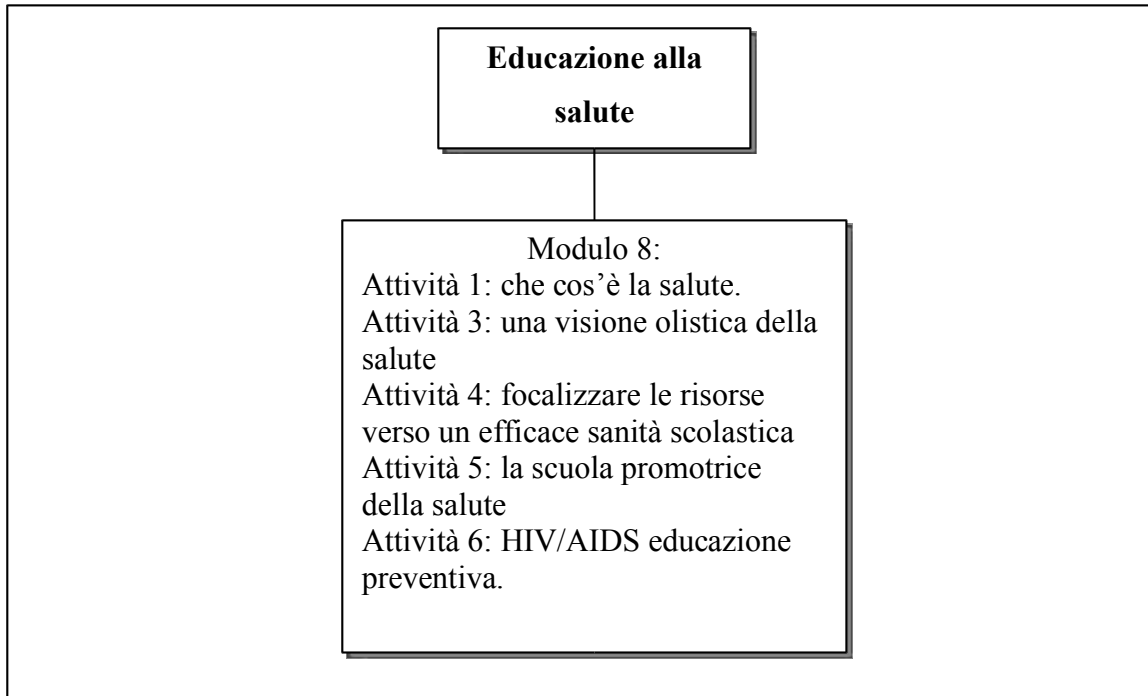 Educazione alla
salute
Modulo 8:
Attività 1: che cos’è la salute.
Attività 3: una visione olistica della
salute
Attività 4: focalizzare le risorse
verso un efficace sanità scolastica
Attività 5: la scuola promotrice
della salute
Attività 6: HIV/AIDS educazione
preventiva.